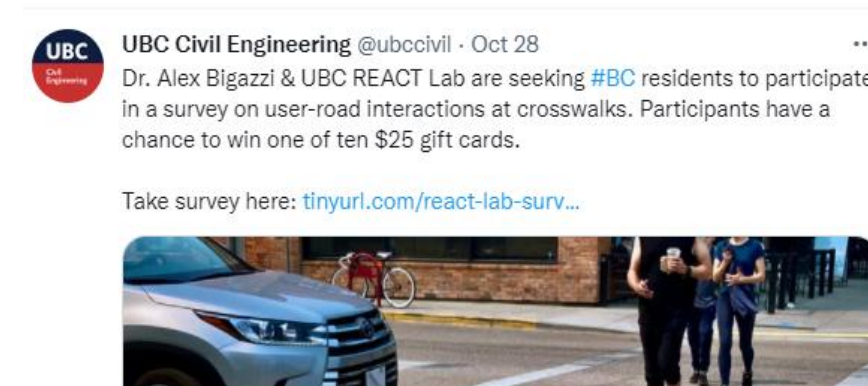 UBC
Civil
Engineering
UBC Civil Engineering @ubccivil · Oct 28
Dr. Alex Bigazzi & UBC REACT Lab are seeking #BC residents to participate
in a survey on user-road interactions at crosswalks. Participants have a
chance to win one of ten $25 gift cards.
Take survey here: tinyurl.com/react-lab-surv...